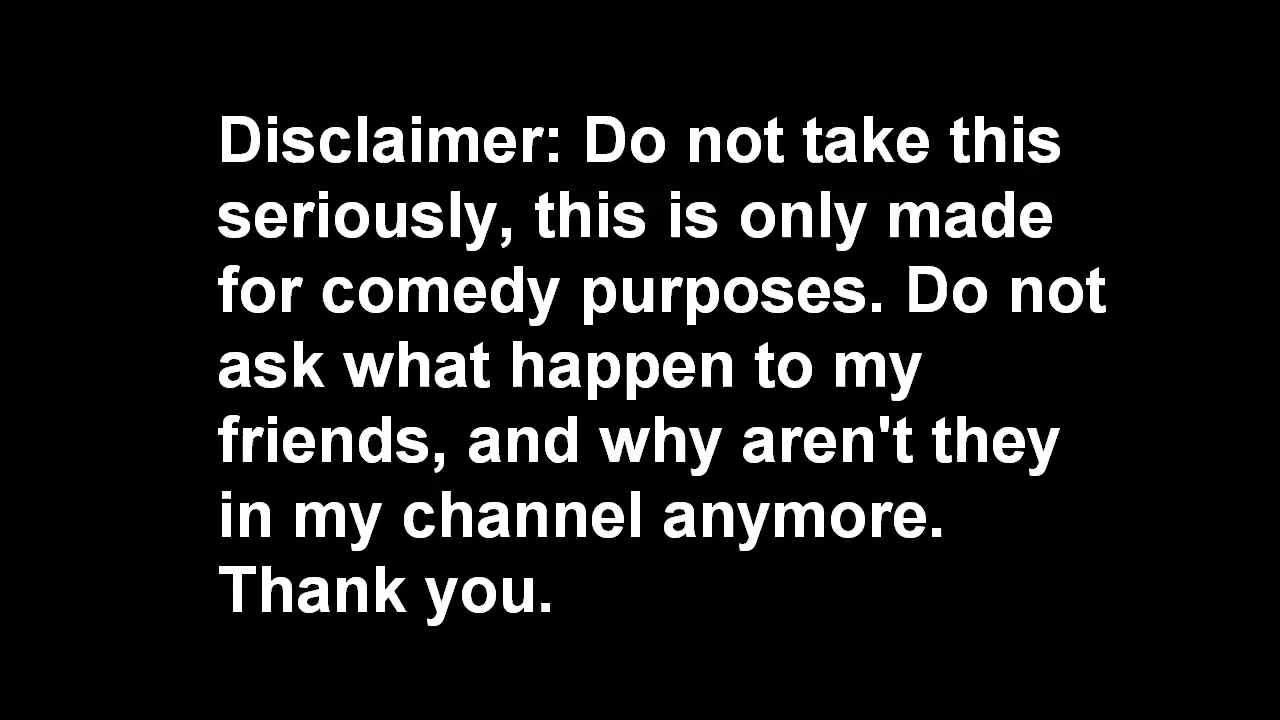 Disclaimer: Do not take this
seriously, this is only made
for comedy purposes. Do not
ask what happen to my
friends, and why aren't they
in my channel anymore.
Thank you.